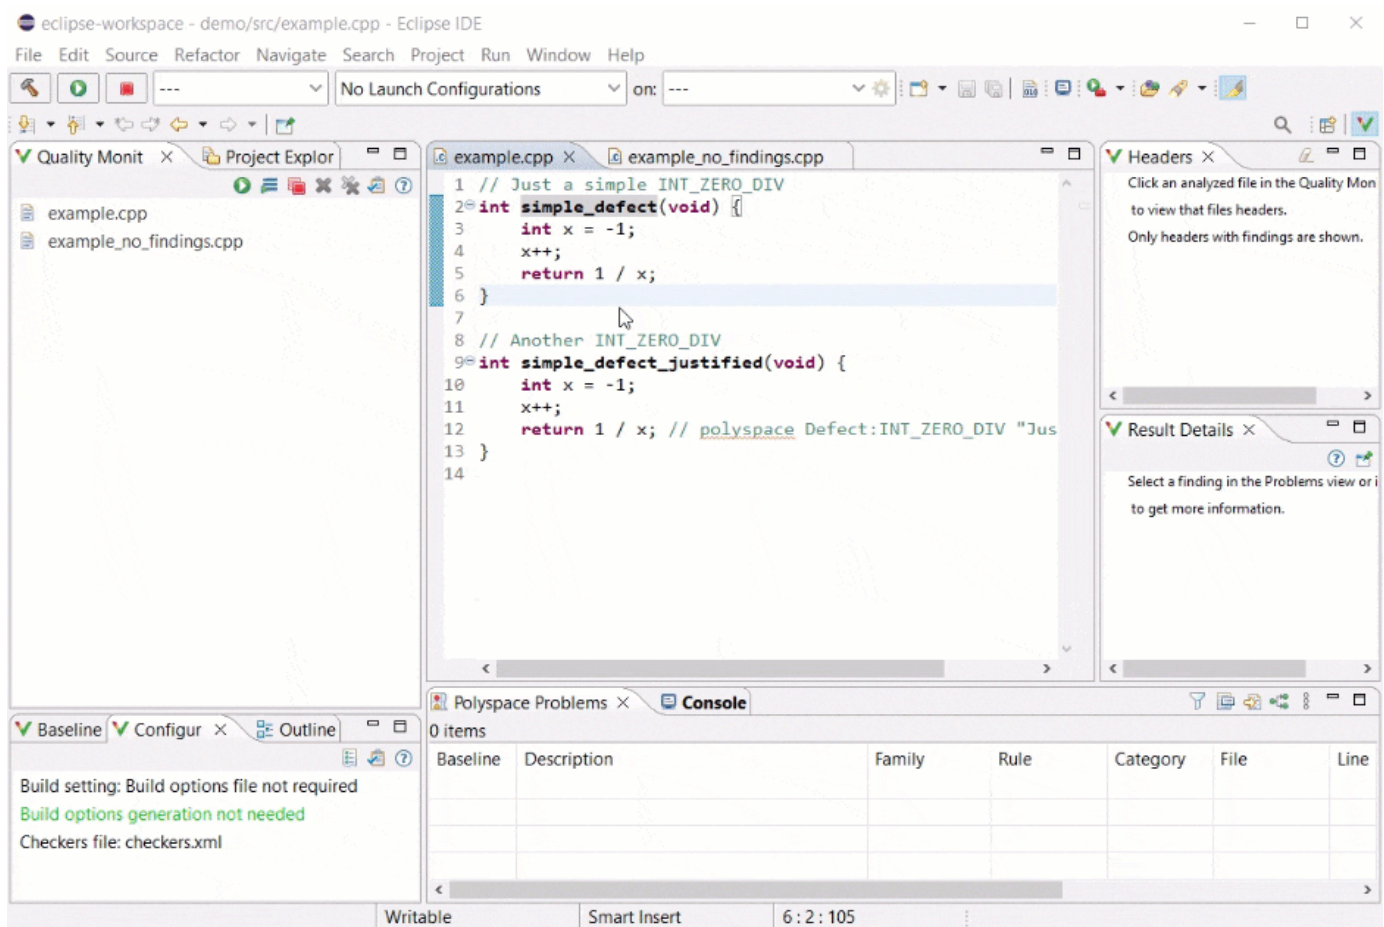 eclipse-workspace - demo/src/example.cpp - Eclipse IDE
File Edit Source Refactor Navigate Search Project Run Window Help
--- No Launch Configurations on: ---
Quality Monit Project Explor
example.cpp
example_no_findings.cpp
example.cpp example_no_findings.cpp
1 // Just a simple INT_ZERO_DIV
2 int simple_defect(void) {
3 int x = -1;
4 x++;
5 return 1 / x;
6 }
7
8 // Another INT_ZERO_DIV
9 int simple_defect_justified(void) {
10 int x = -1;
11 x++;
12 return 1 / x; // polyspace Defect:INT_ZERO_DIV "Jus
13 }
14
Headers
Click an analyzed file in the Quality Mon
to view that files headers.
Only headers with findings are shown.
Result Details
Select a finding in the Problems view or i
to get more information.
Baseline Configur Outline
Build setting: Build options file not required
Build options generation not needed
Checkers file: checkers.xml
Polyspace Problems Console
0 items
Baseline Description Family Rule Category File Line
Writable Smart Insert 6 : 2 : 105